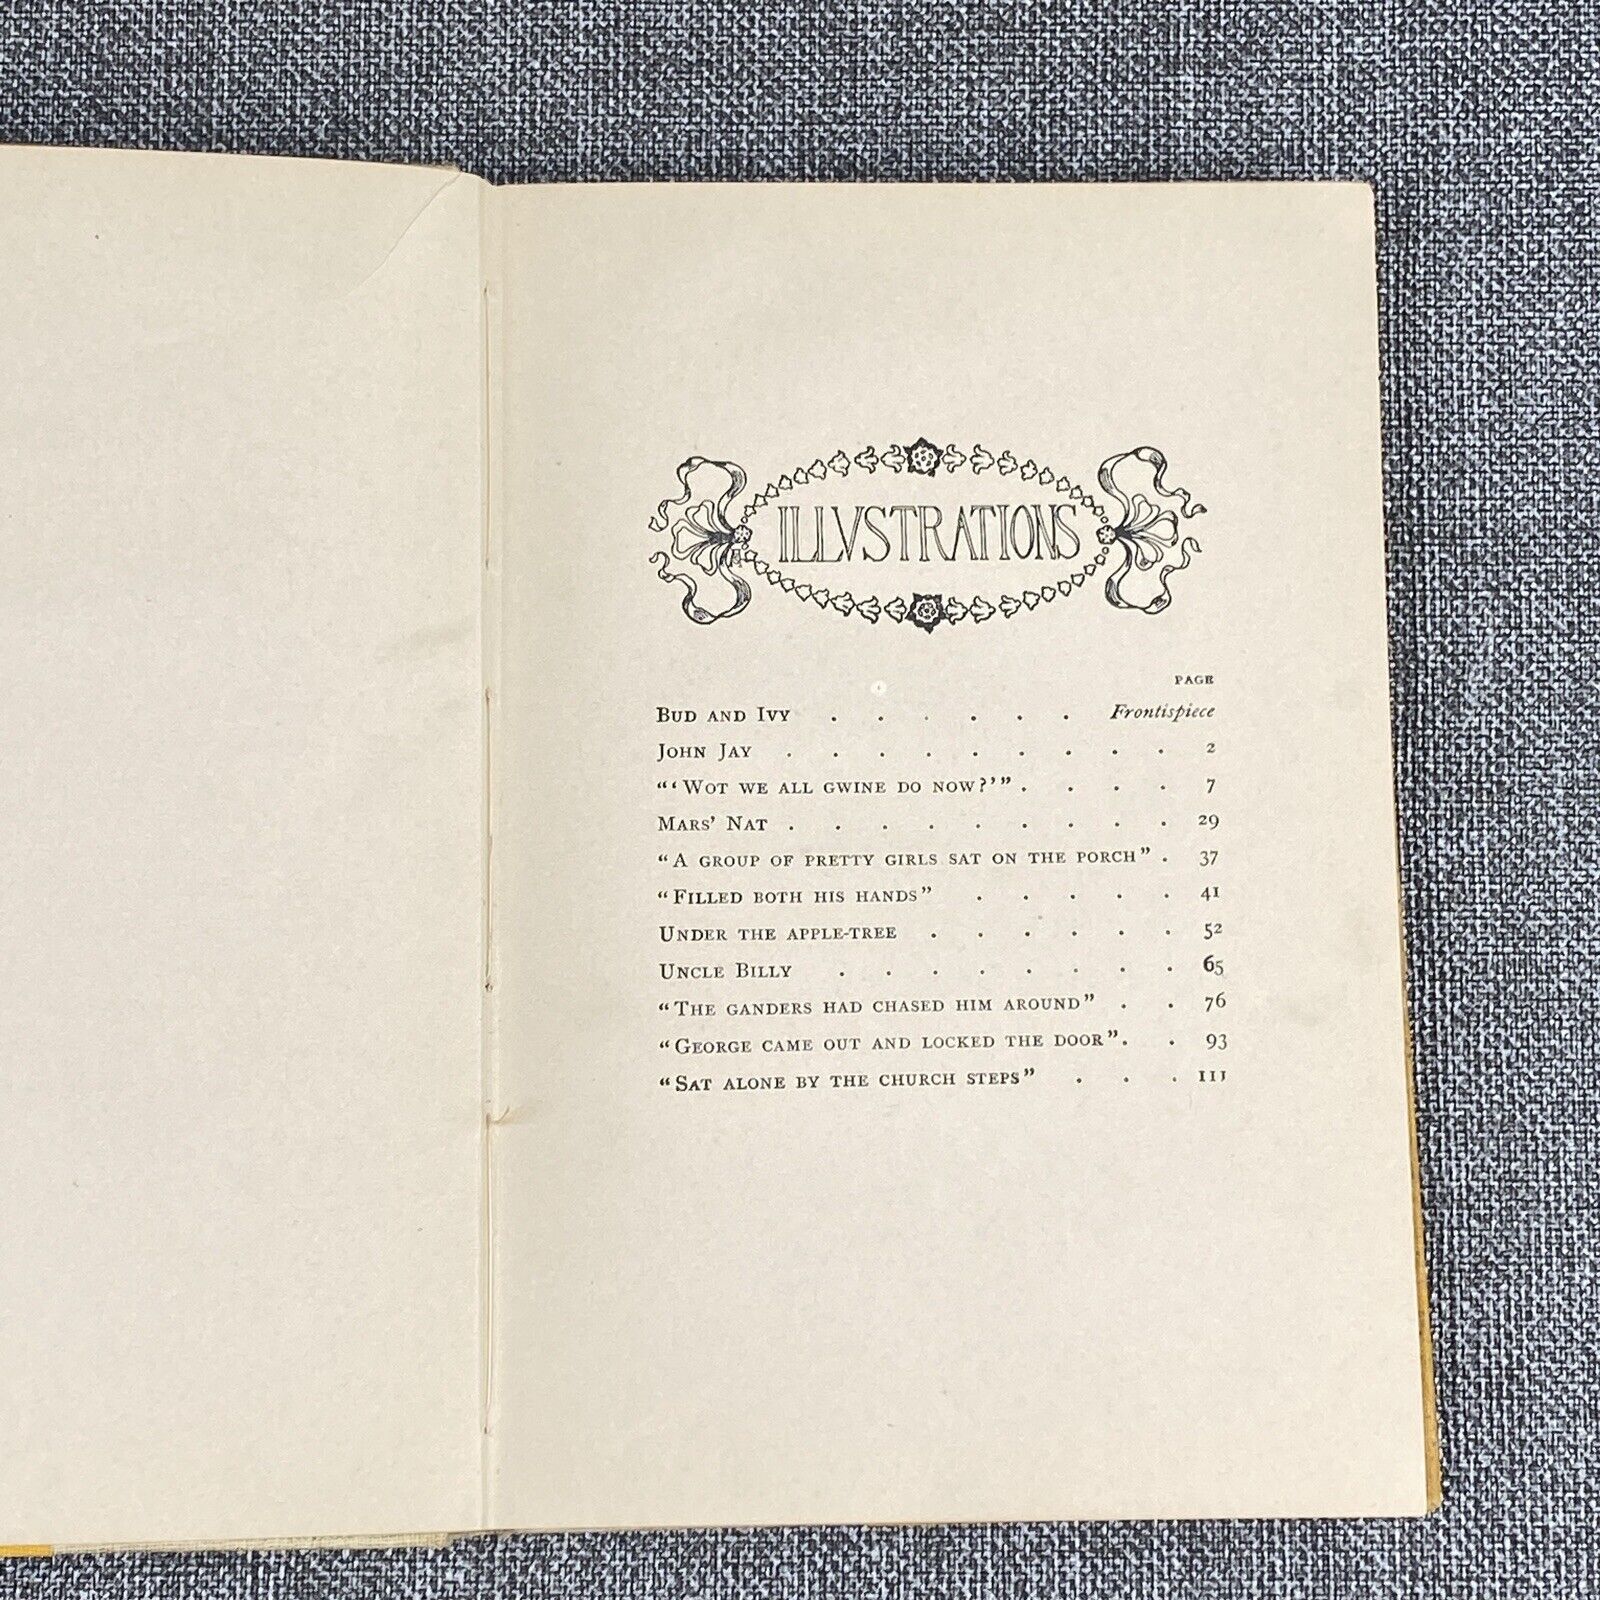 ILLVSTRATIONS
PAGE
BUD AND IVY . . . . . . Frontispiece
JOHN JAY . . . . . . . . . 2
"'WOT WE ALL GWINE DO NOW?'" . . . . 7
MARS' NAT . . . . . . . . . 29
"A GROUP OF PRETTY GIRLS SAT ON THE PORCH" . 37
"FILLED BOTH HIS HANDS" . . . . . 41
UNDER THE APPLE-TREE . . . . . . 52
UNCLE BILLY . . . . . . . . 65
"THE GANDERS HAD CHASED HIM AROUND" . . 76
"GEORGE CAME OUT AND LOCKED THE DOOR" . . 93
"SAT ALONE BY THE CHURCH STEPS" . . . 111